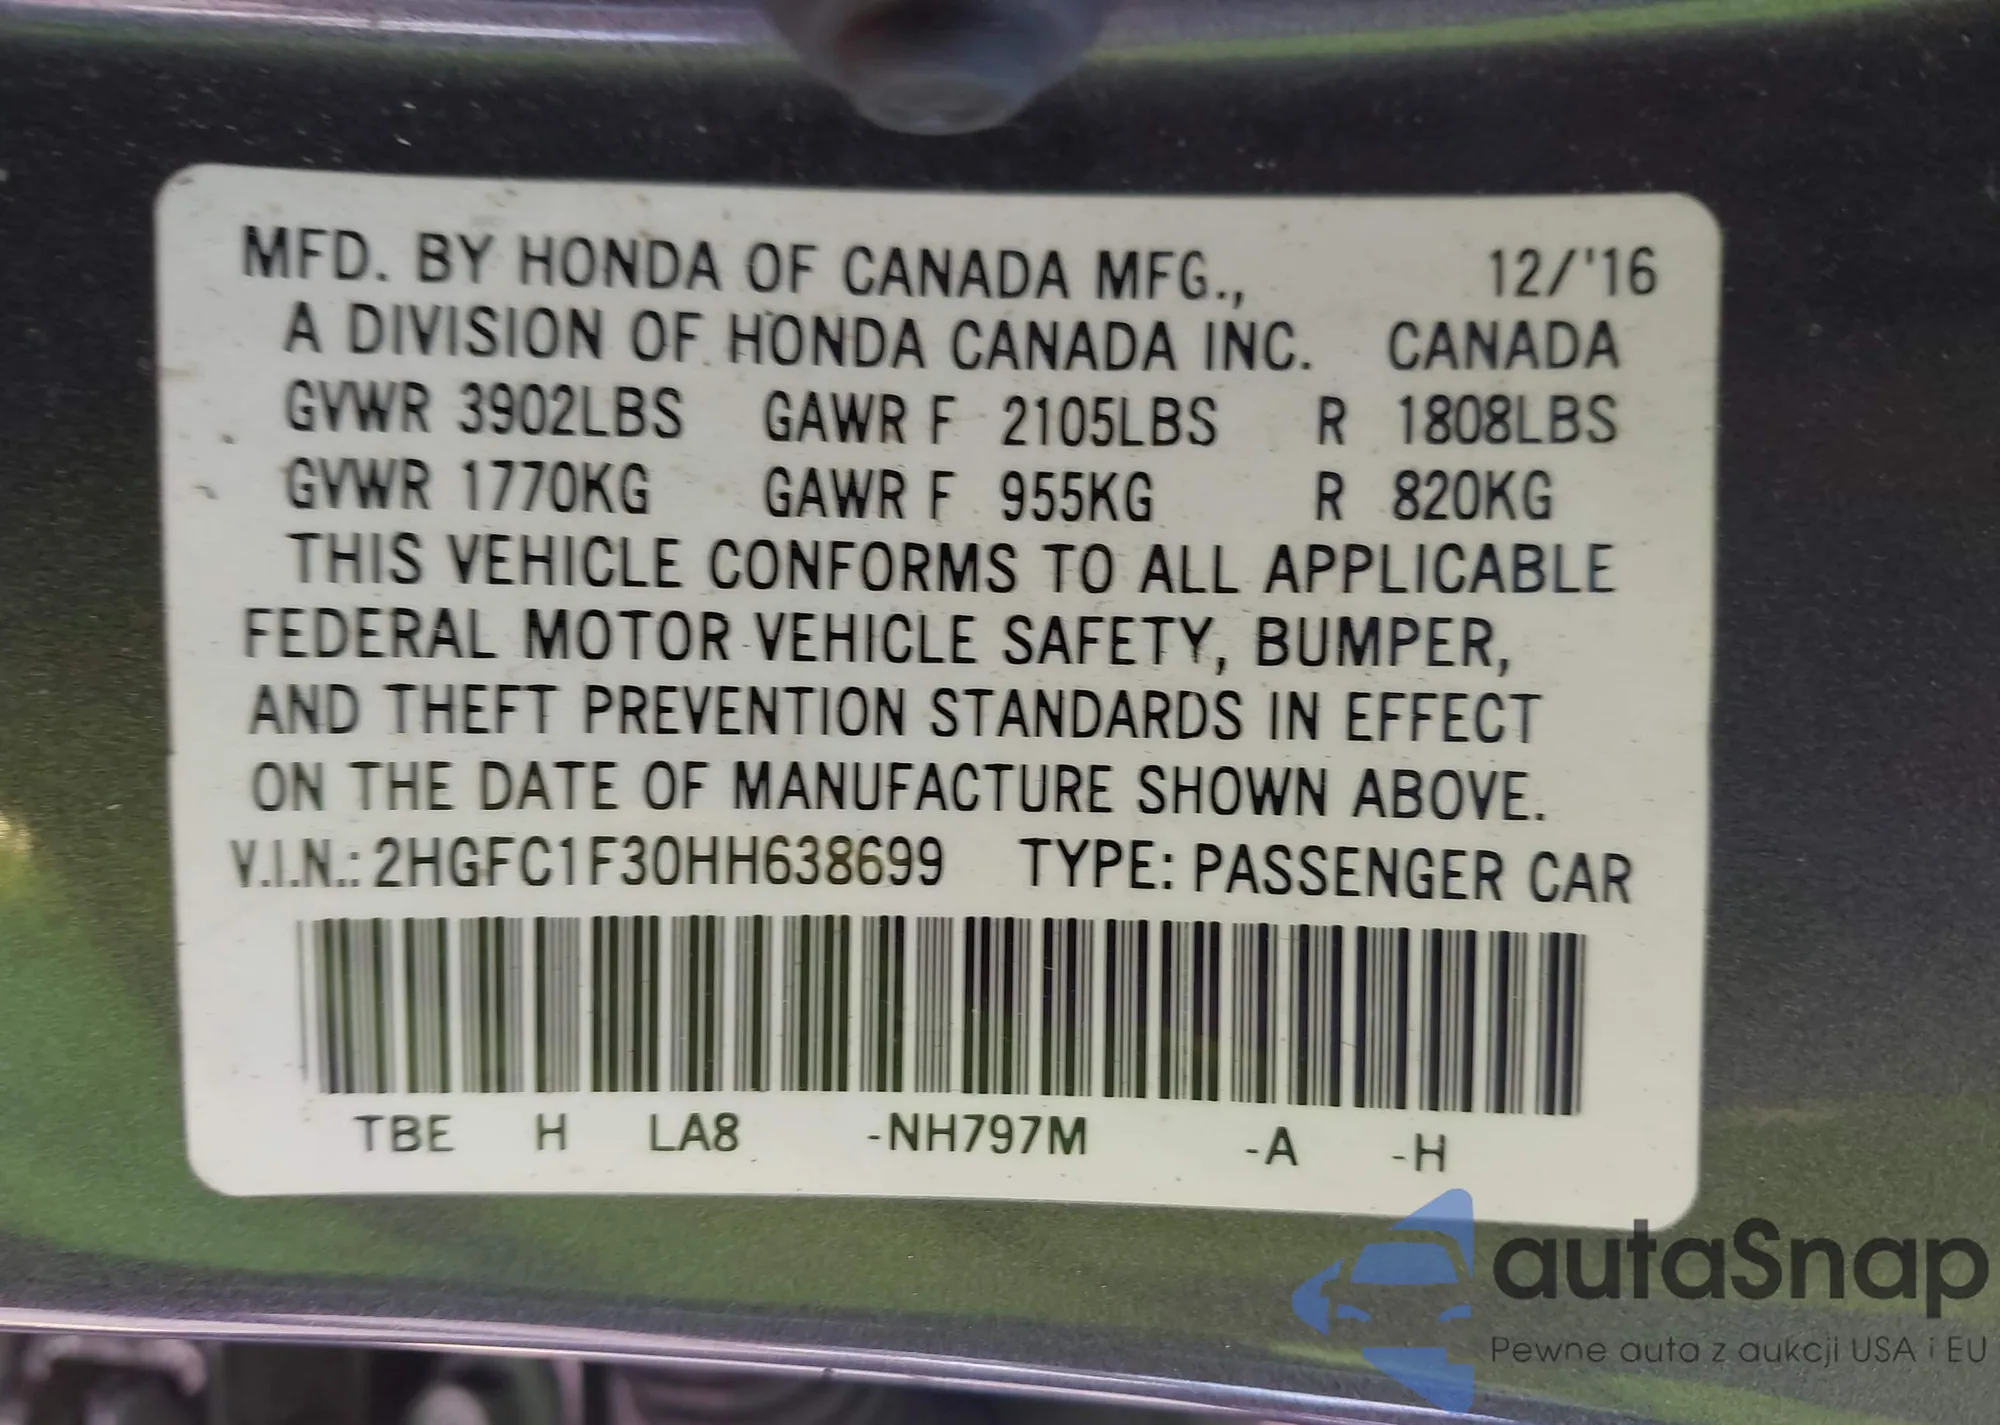 MFD. BY HONDA OF CANADA MFG., 12/'16
A DIVISION OF HONDA CANADA INC. CANADA
GVWR 3902LBS GAWR F 2105LBS R 1808LBS
GVWR 1770KG GAWR F 955KG R 820KG
THIS VEHICLE CONFORMS TO ALL APPLICABLE
FEDERAL MOTOR VEHICLE SAFETY, BUMPER,
AND THEFT PREVENTION STANDARDS IN EFFECT
ON THE DATE OF MANUFACTURE SHOWN ABOVE.
V.I.N.: 2HGFC1F30HH638699 TYPE: PASSENGER CAR
TBE H LA8 -NH797M -A -H
autaSnap
Pewne auta z aukcji USA i EU